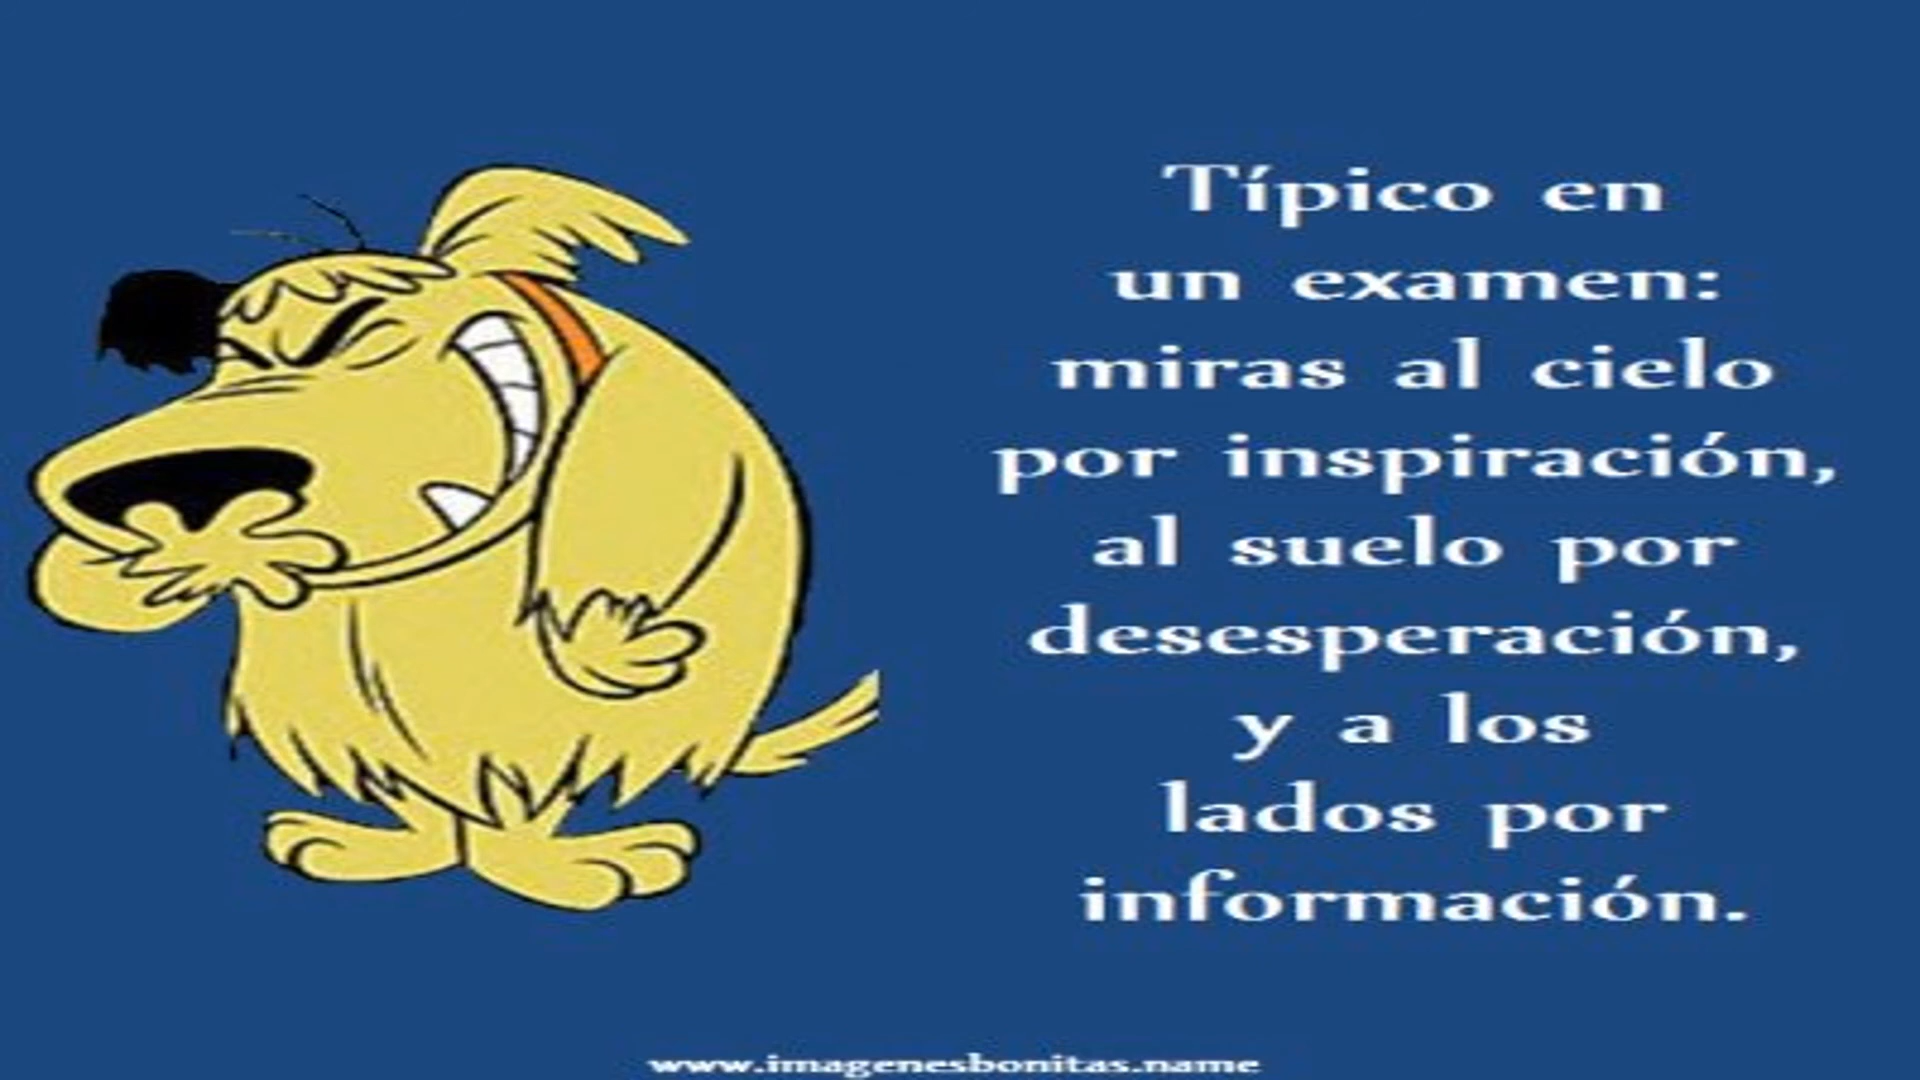 Típico en
un examen:
miras al cielo
por inspiración,
al suelo por
desesperación,
y a los
lados por
información.
www.imagenesbonitas.name